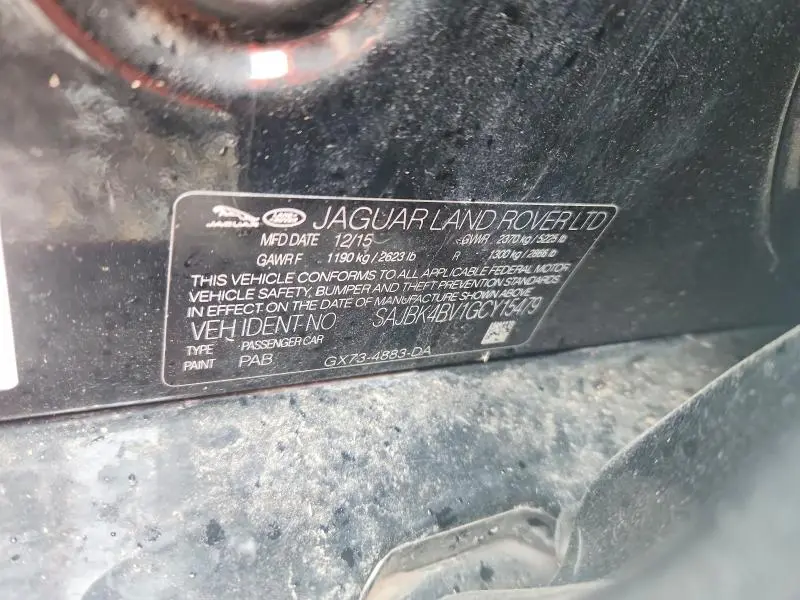 JAGUAR LAND ROVER LTD
MFD DATE 12/15 GVWR 2370 kg / 5225 lb
GAWR F 1190 kg / 2623 lb R 1300 kg / 2866 lb
THIS VEHICLE CONFORMS TO ALL APPLICABLE FEDERAL MOTOR
VEHICLE SAFETY, BUMPER AND THEFT PREVENTION STANDARDS
IN EFFECT ON THE DATE OF MANUFACTURE SHOWN ABOVE.
VEH IDENT-NO. SAJBK4BV1GCY15479
TYPE PASSENGER CAR
PAINT PAB GX73-4883-DA
JAGUAR